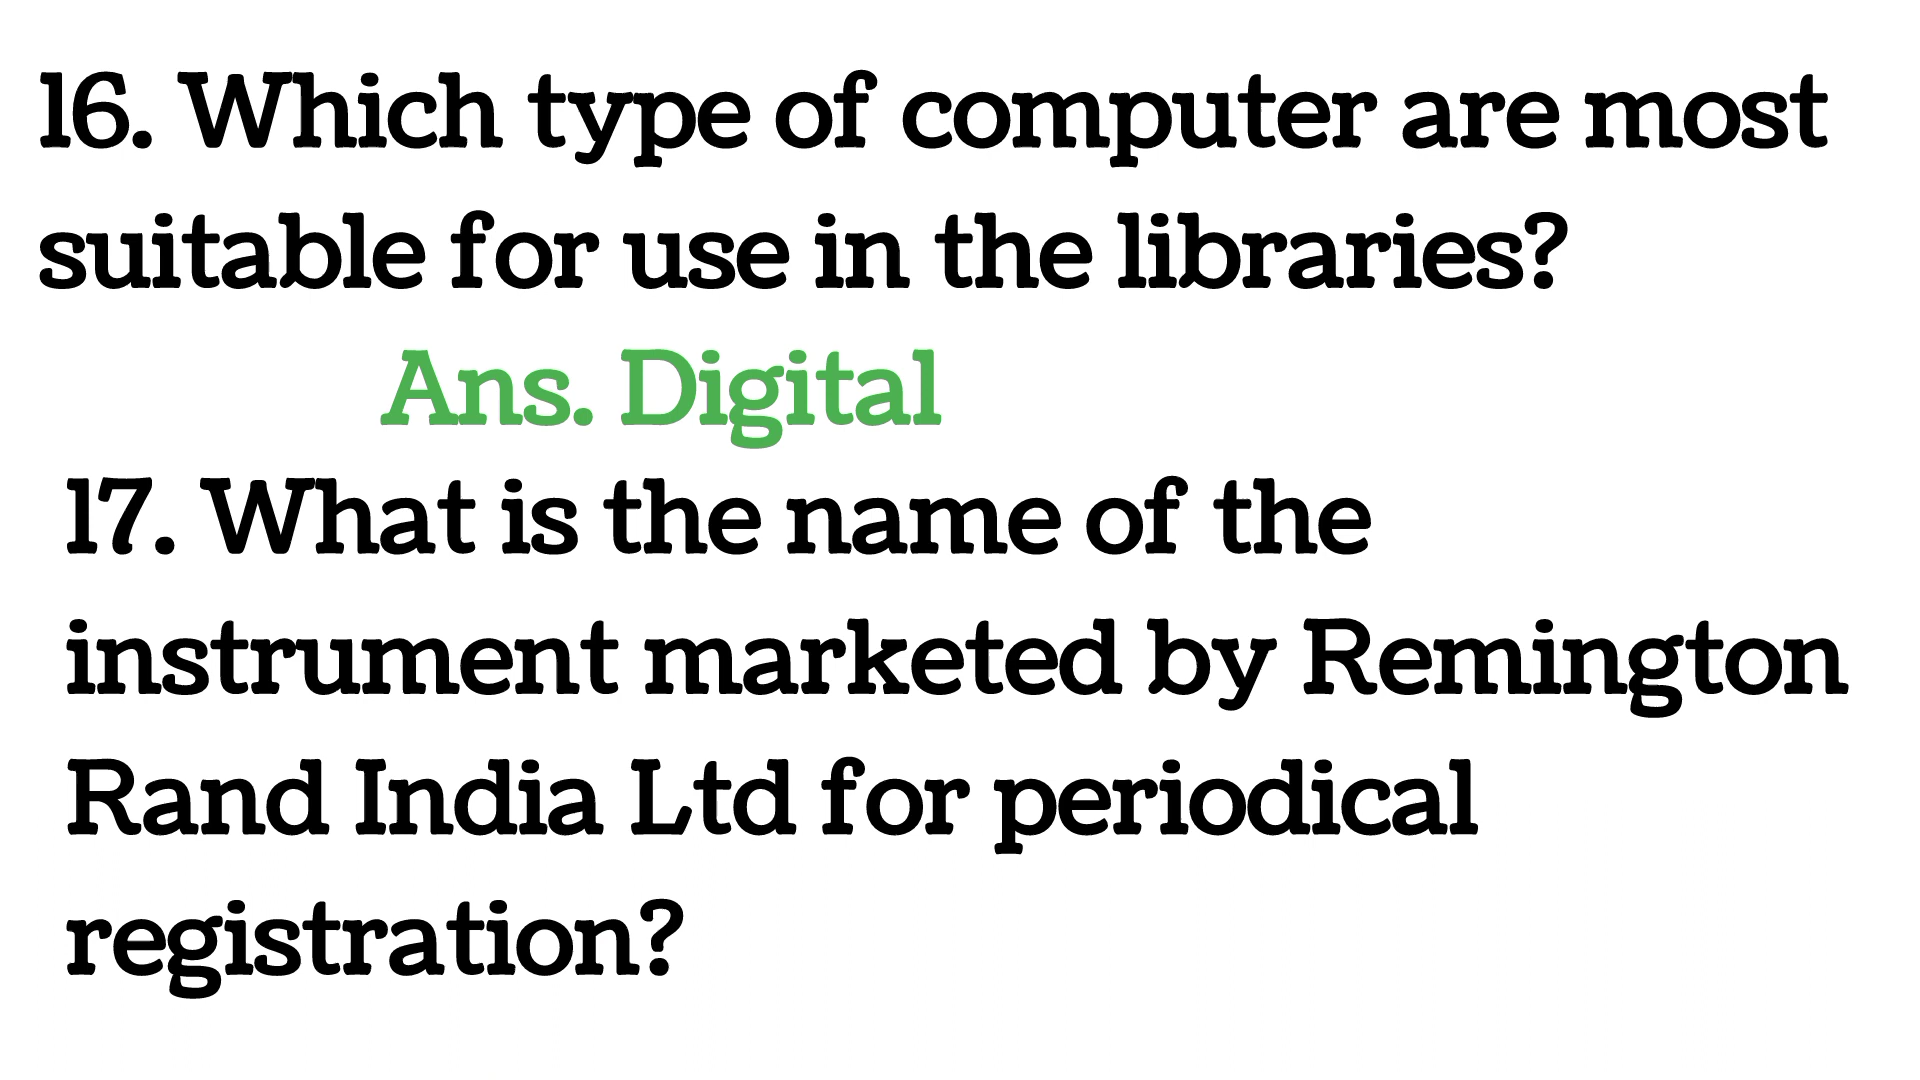 16. Which type of computer are most
suitable for use in the libraries?
Ans. Digital
17. What is the name of the
instrument marketed by Remington
Rand India Ltd for periodical
registration?